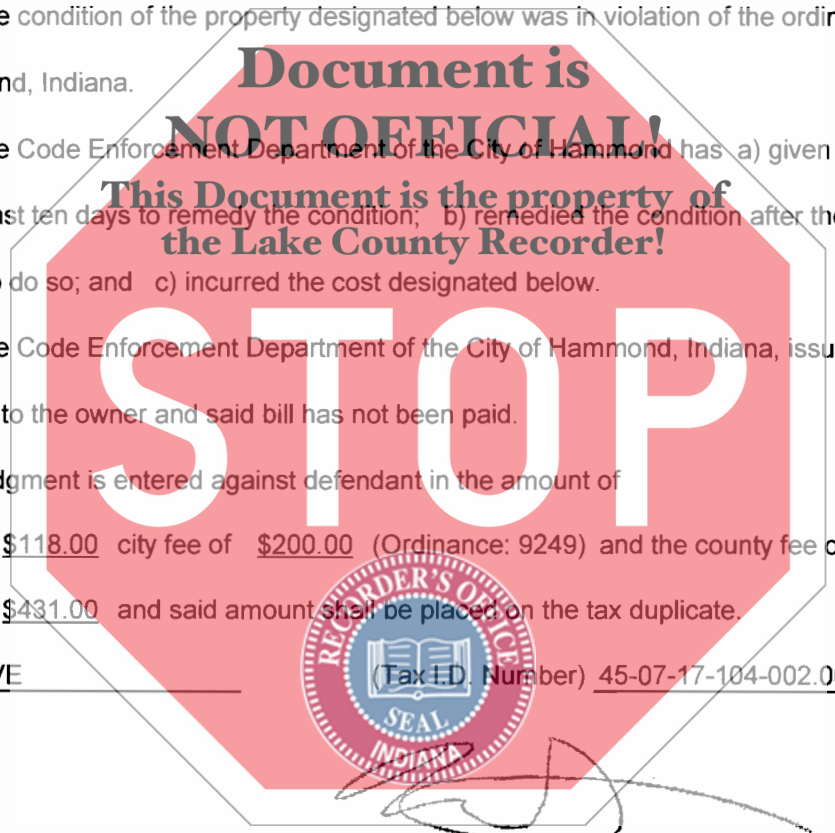 e condition of the property designated below was in violation of the ordin
Document is
nd, Indiana.
NOT OFFICIAL!
e Code Enforcement Department of the City of Hammond has a) given
This Document is the property of
st ten days to remedy the condition; b) remedied the condition after the
the Lake County Recorder!
do so; and c) incurred the cost designated below.
STOP
e Code Enforcement Department of the City of Hammond, Indiana, issu
to the owner and said bill has not been paid.
dgment is entered against defendant in the amount of
$118.00 city fee of $200.00 (Ordinance: 9249) and the county fee o
$431.00 and said amount shall be placed on the tax duplicate.
RECORDER'S OFFICE
VE (Tax I.D. Number) 45-07-17-104-002.0
SEAL
INDIANA